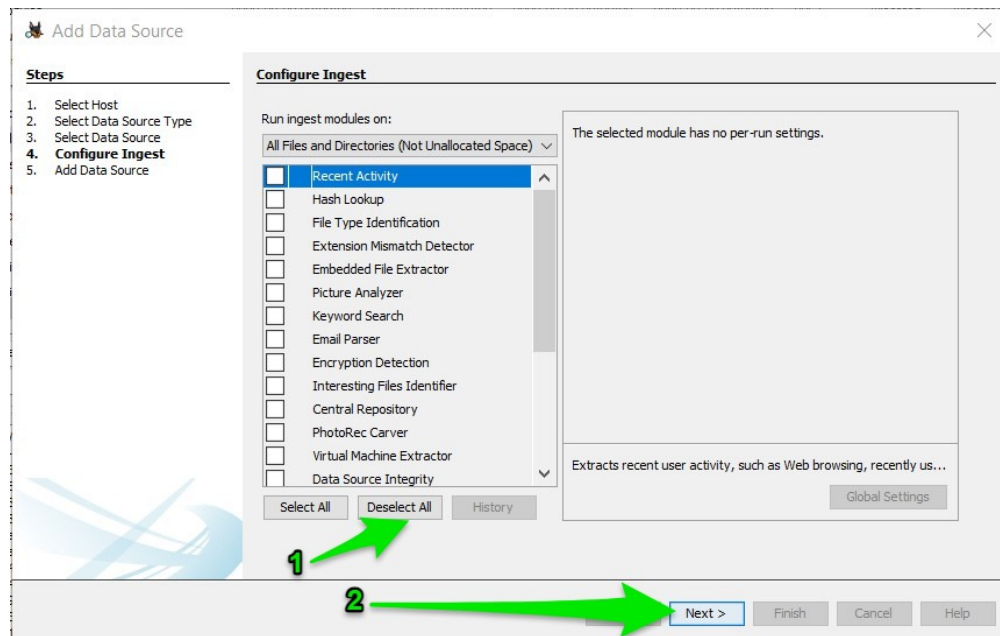 Add Data Source
Steps
1. Select Host
2. Select Data Source Type
3. Select Data Source
4. Configure Ingest
5. Add Data Source
Configure Ingest
Run ingest modules on:
All Files and Directories (Not Unallocated Space)
Recent Activity
Hash Lookup
File Type Identification
Extension Mismatch Detector
Embedded File Extractor
Picture Analyzer
Keyword Search
Email Parser
Encryption Detection
Interesting Files Identifier
Central Repository
PhotoRec Carver
Virtual Machine Extractor
Data Source Integrity
Select All Deselect All History
The selected module has no per-run settings.
Extracts recent user activity, such as Web browsing, recently us...
Global Settings
1
2
Next > Finish Cancel Help